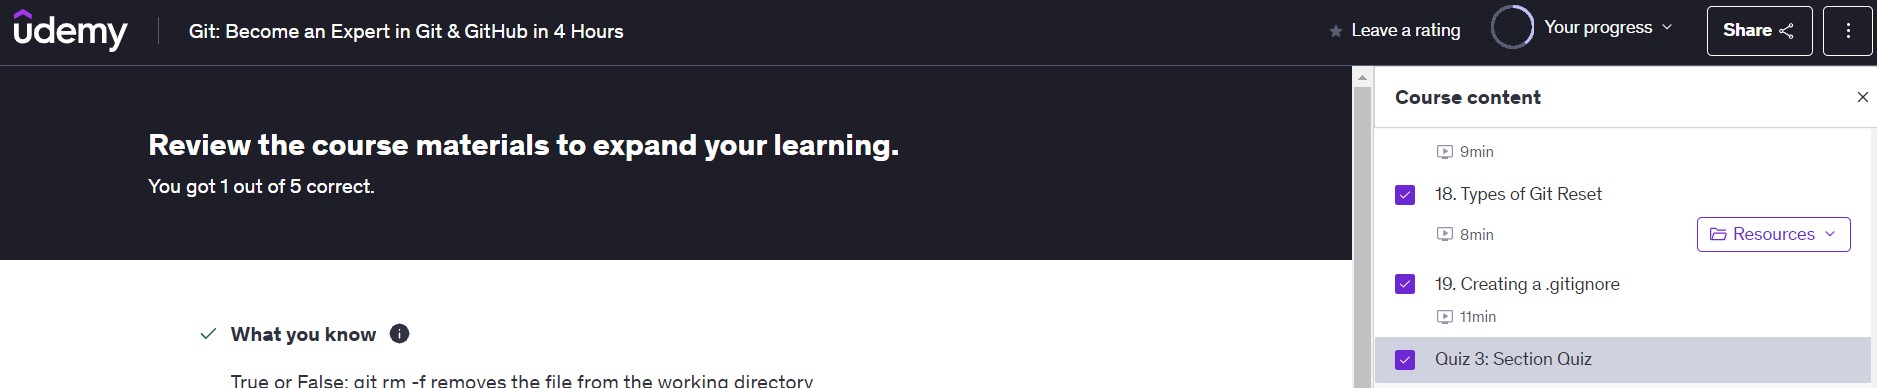 udemy
Git: Become an Expert in Git & GitHub in 4 Hours
Leave a rating
Your progress
Share
Review the course materials to expand your learning.
You got 1 out of 5 correct.
What you know
True or False: git rm -f removes the file from the working directory
Course content
9min
18. Types of Git Reset
8min
Resources
19. Creating a .gitignore
11min
Quiz 3: Section Quiz